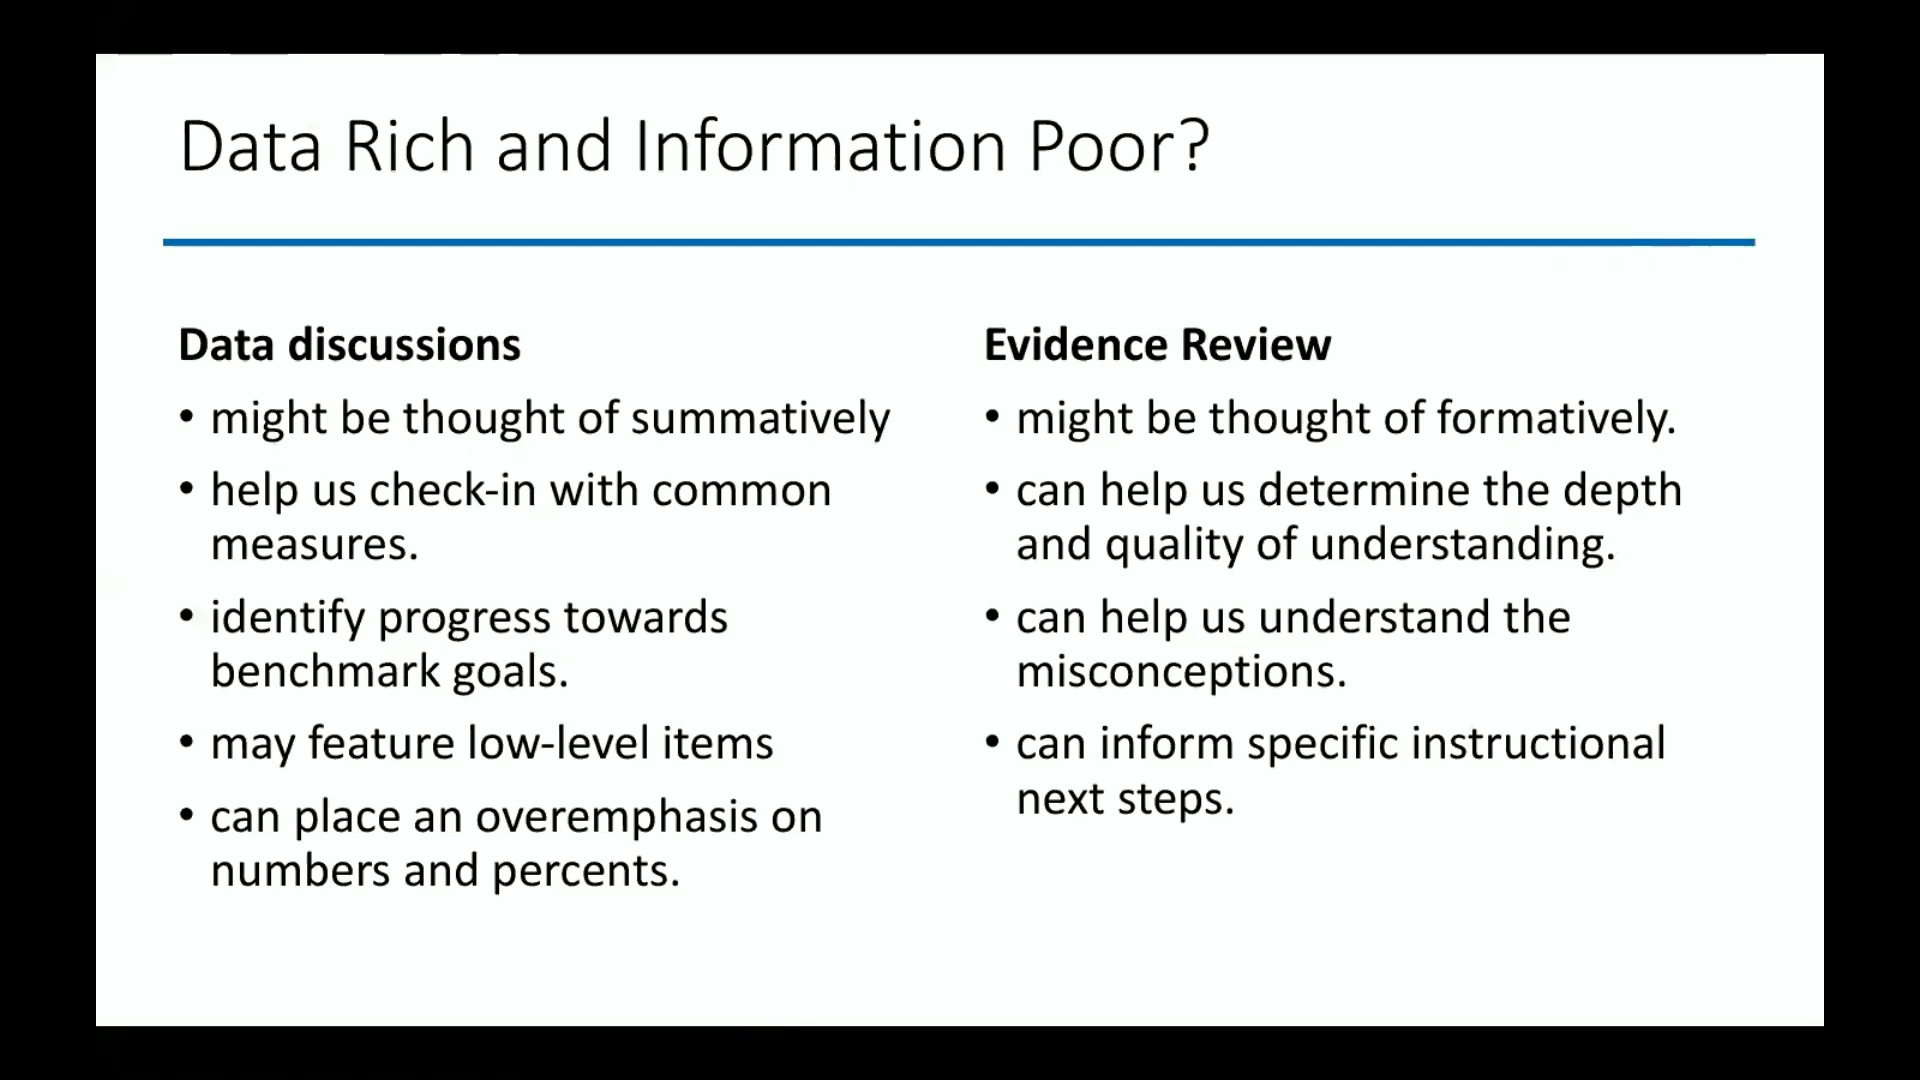 Data Rich and Information Poor?
Data discussions
• might be thought of summatively
• help us check-in with common
measures.
• identify progress towards
benchmark goals.
• may feature low-level items
• can place an overemphasis on
numbers and percents.
Evidence Review
• might be thought of formatively.
• can help us determine the depth
and quality of understanding.
• can help us understand the
misconceptions.
• can inform specific instructional
next steps.